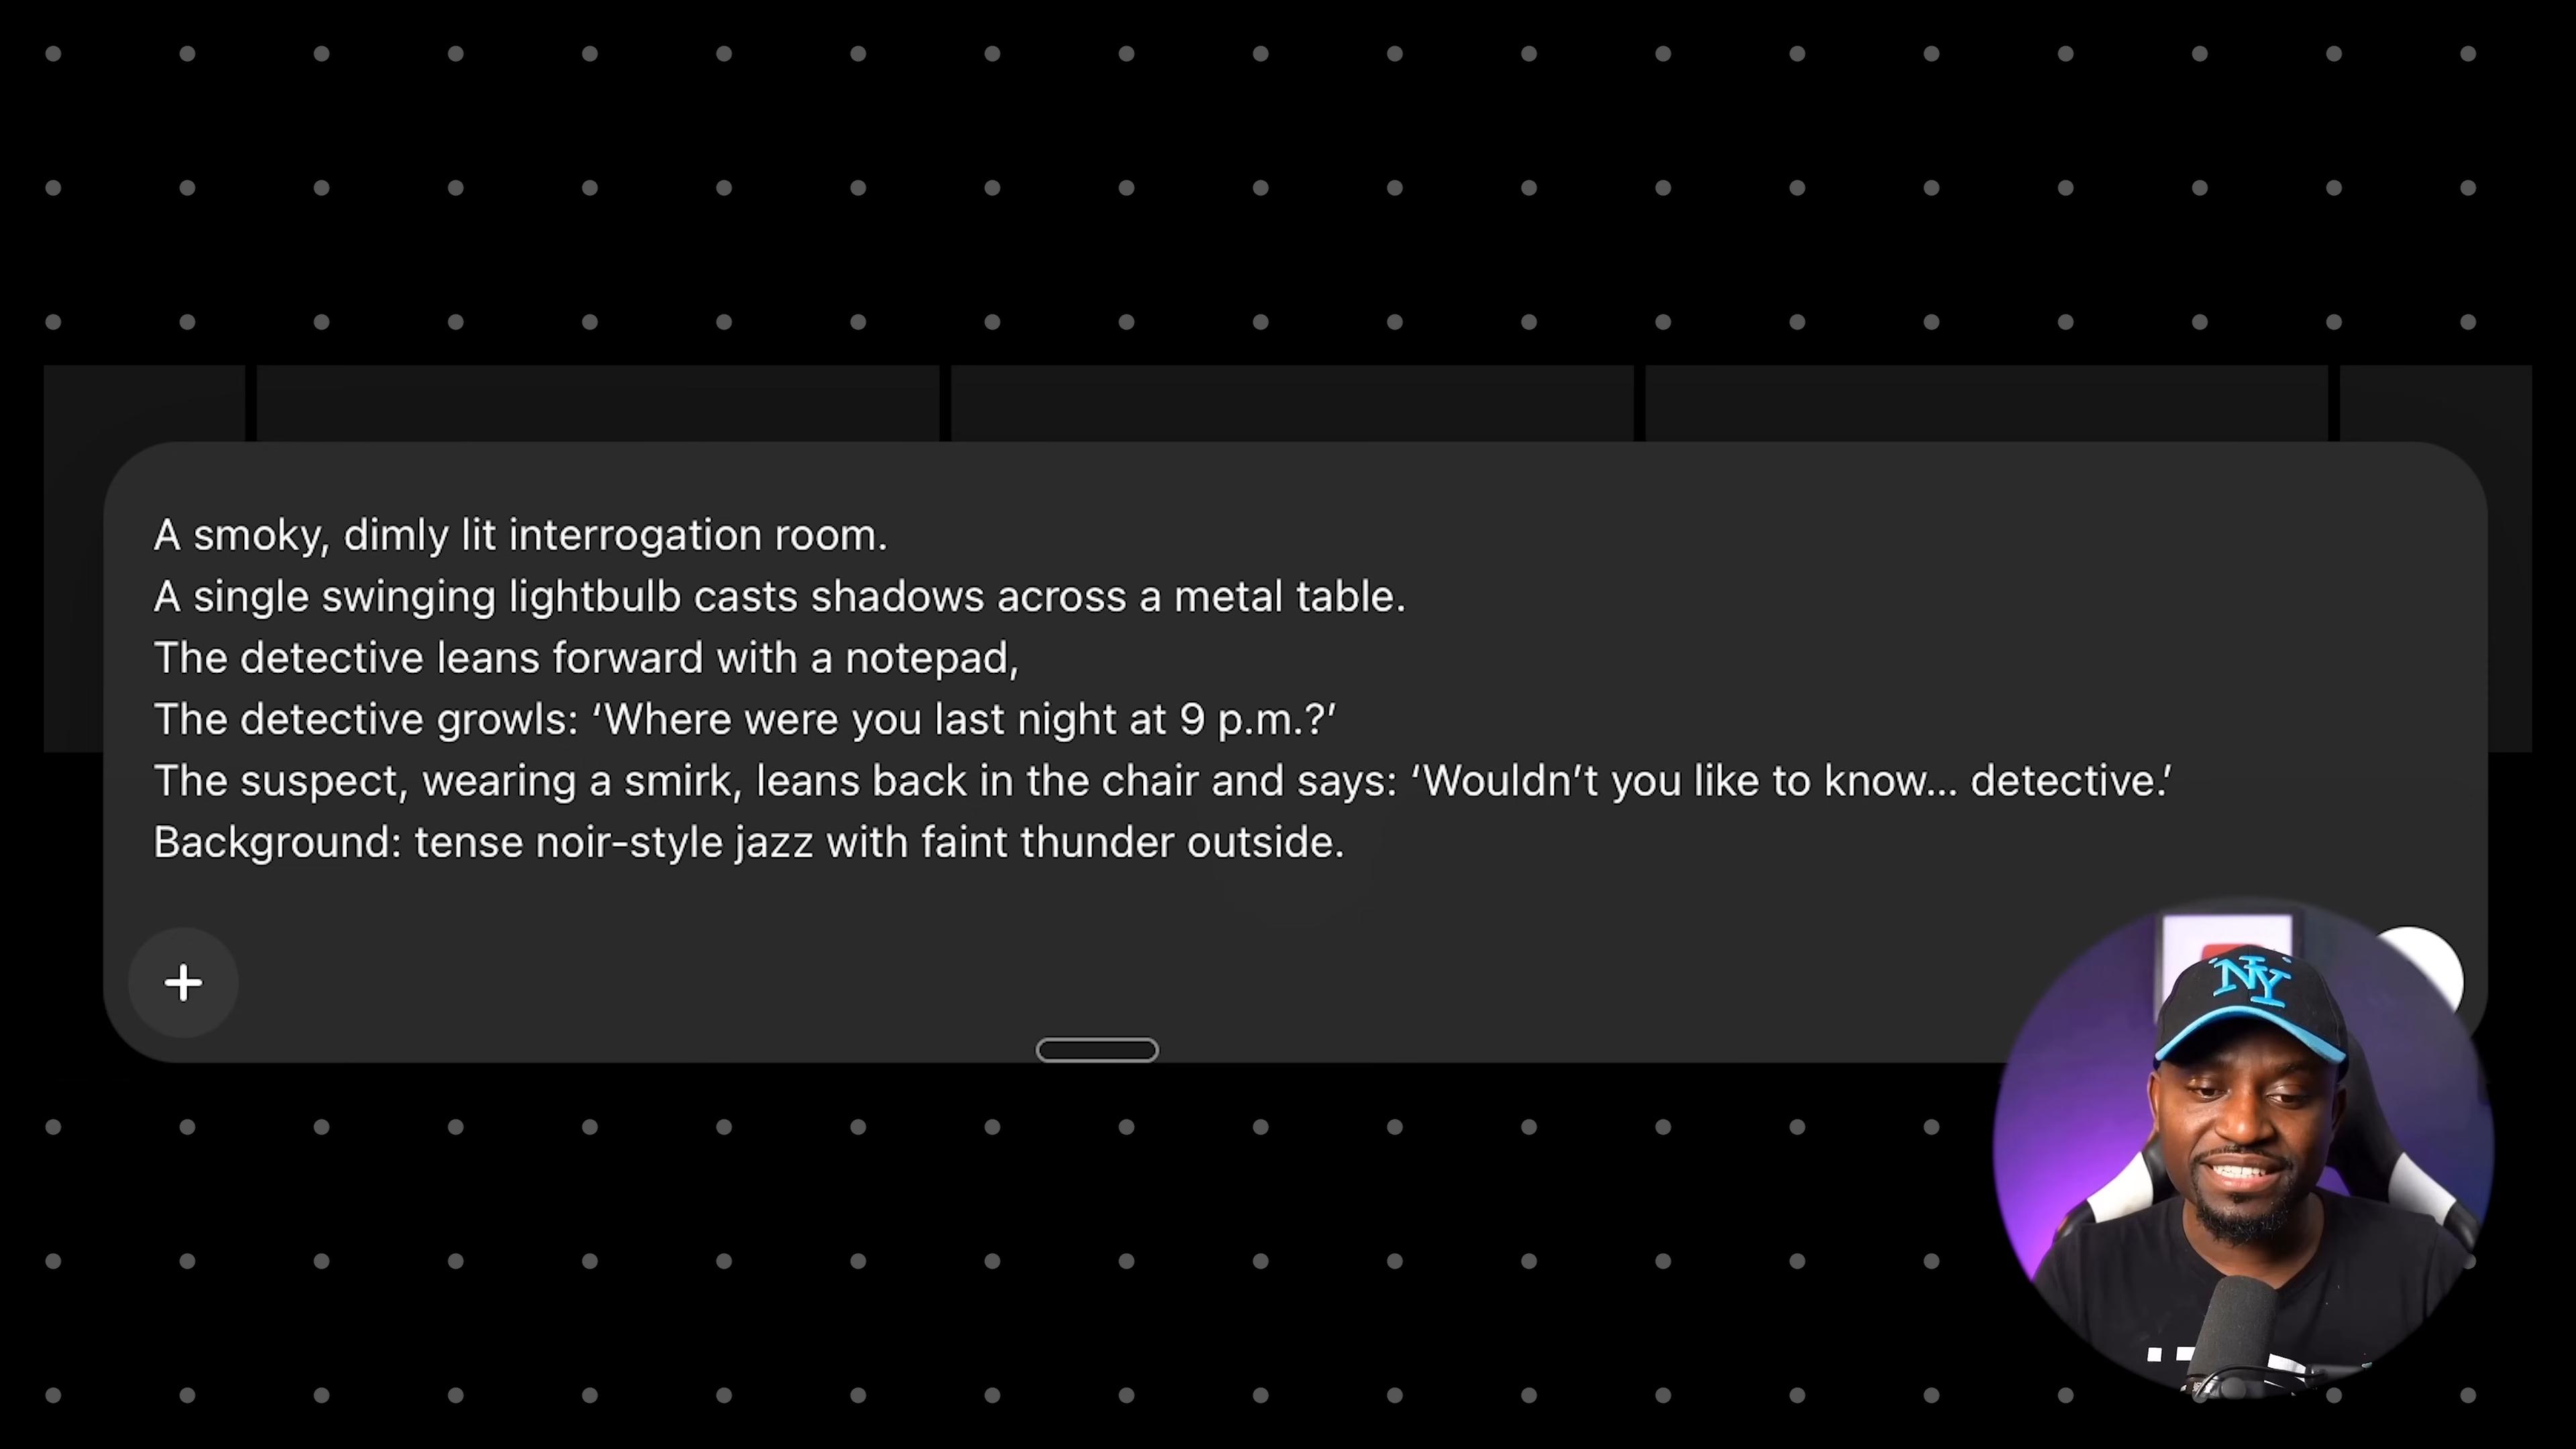 A smoky, dimly lit interrogation room.
A single swinging lightbulb casts shadows across a metal table.
The detective leans forward with a notepad,
The detective growls: ‘Where were you last night at 9 p.m.?’
The suspect, wearing a smirk, leans back in the chair and says: ‘Wouldn’t you like to know... detective.’
Background: tense noir-style jazz with faint thunder outside.
NY